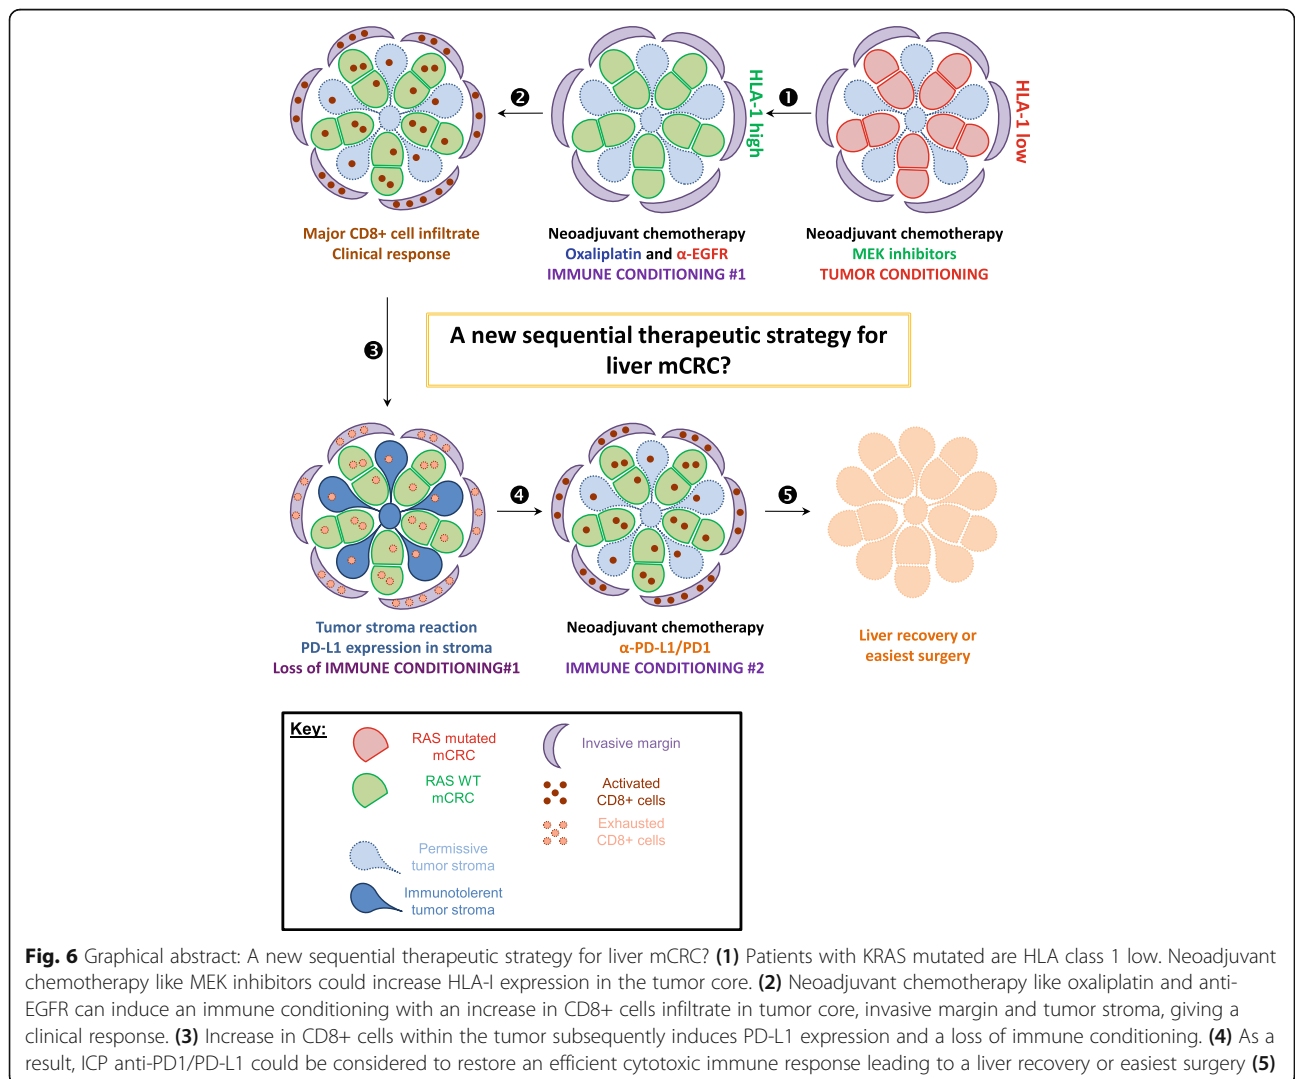 ❷
HLA-1 high
❶
HLA-1 low
Major CD8+ cell infiltrate
Clinical response
Neoadjuvant chemotherapy
Oxaliplatin and α-EGFR
IMMUNE CONDITIONING #1
Neoadjuvant chemotherapy
MEK inhibitors
TUMOR CONDITIONING
❸
A new sequential therapeutic strategy for
liver mCRC?
❹
❺
Tumor stroma reaction
PD-L1 expression in stroma
Loss of IMMUNE CONDITIONING#1
Neoadjuvant chemotherapy
α-PD-L1/PD1
IMMUNE CONDITIONING #2
Liver recovery or
easiest surgery
Key:
RAS mutated
mCRC
RAS WT
mCRC
Permissive
tumor stroma
Immunotolerent
tumor stroma
Invasive margin
Activated
CD8+ cells
Exhausted
CD8+ cells
Fig. 6 Graphical abstract: A new sequential therapeutic strategy for liver mCRC? (1) Patients with KRAS mutated are HLA class 1 low. Neoadjuvant
chemotherapy like MEK inhibitors could increase HLA-I expression in the tumor core. (2) Neoadjuvant chemotherapy like oxaliplatin and anti-
EGFR can induce an immune conditioning with an increase in CD8+ cells infiltrate in tumor core, invasive margin and tumor stroma, giving a
clinical response. (3) Increase in CD8+ cells within the tumor subsequently induces PD-L1 expression and a loss of immune conditioning. (4) As a
result, ICP anti-PD1/PD-L1 could be considered to restore an efficient cytotoxic immune response leading to a liver recovery or easiest surgery (5)